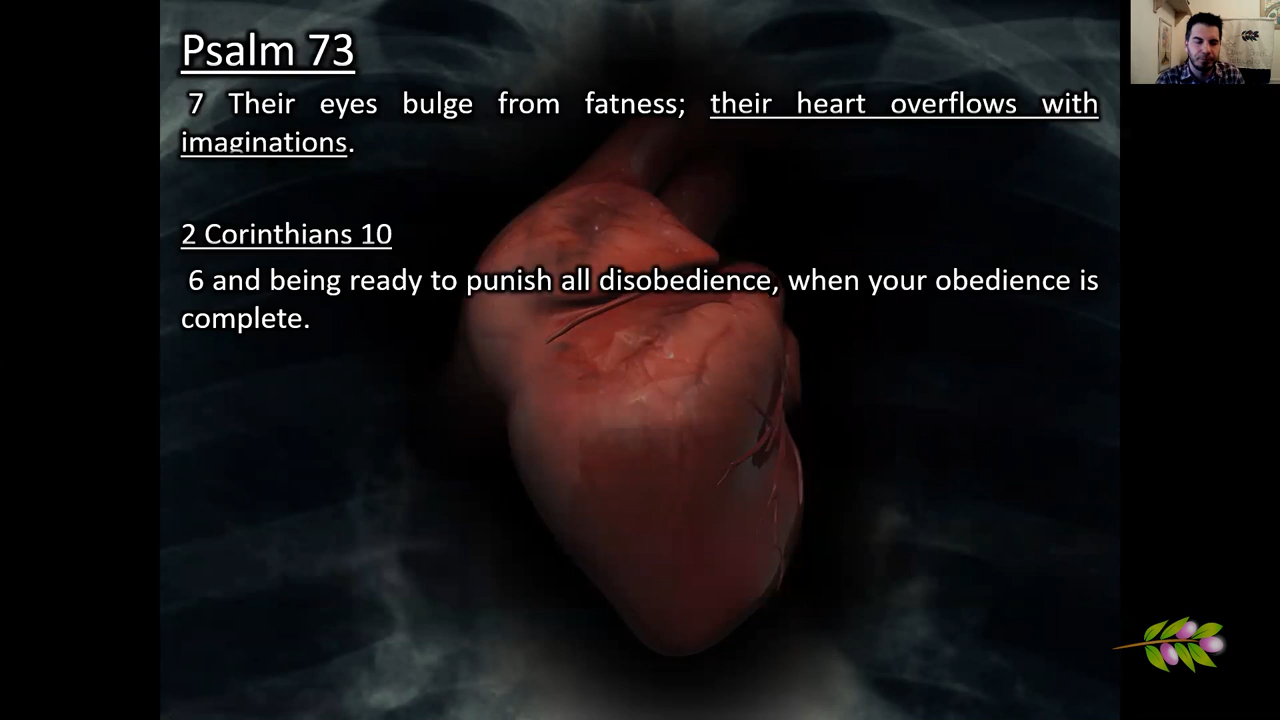 Psalm 73
7 Their eyes bulge from fatness; their heart overflows with
imaginations.
2 Corinthians 10
6 and being ready to punish all disobedience, when your obedience is
complete.